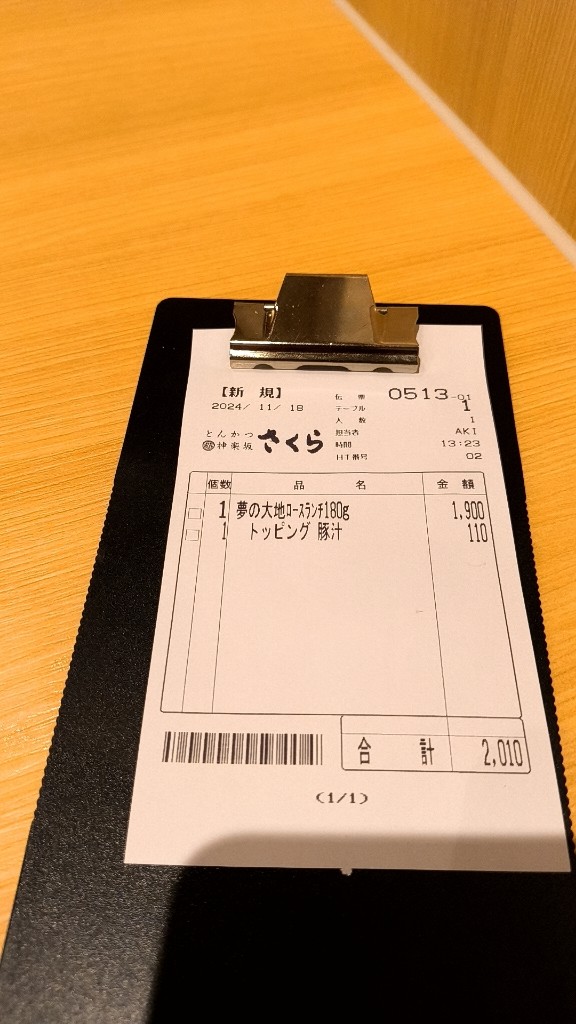 【新 規】
2024/ 11/ 18
とんかつ
神楽坂 さくら
伝 票 0513-01
テーブル 1
人 数 1
担当者 AKI
時間 13:23
HT番号 02
個数 品 名 金 額
1 夢の大地ﾛｰｽﾗﾝﾁ180g 1,900
1 トッピング 豚汁 110
合 計 2,010
(1/1)